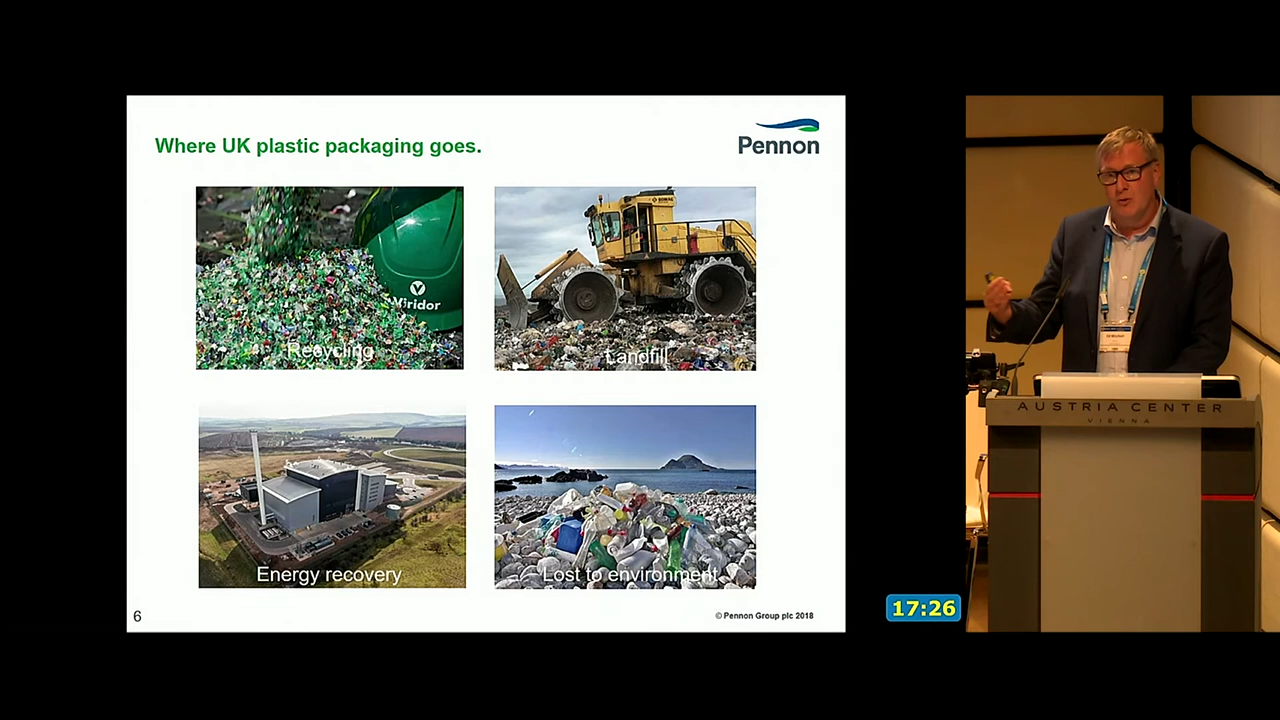 Where UK plastic packaging goes.
Pennon
Viridor
Recycling
BOMAG
Landfill
Energy recovery
Lost to environment
6
© Pennon Group plc 2018
17:26
AUSTRIA CENTER
VIENNA